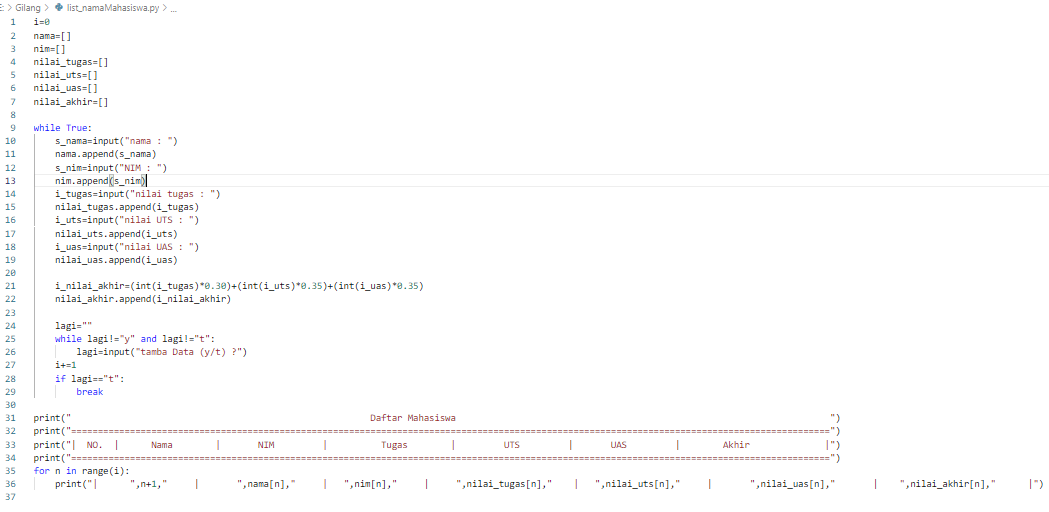 E: > Gilang > list_namaMahasiswa.py > ...
1 i=0
2 nama=[]
3 nim=[]
4 nilai_tugas=[]
5 nilai_uts=[]
6 nilai_uas=[]
7 nilai_akhir=[]
8
9 while True:
10     s_nama=input("nama : ")
11     nama.append(s_nama)
12     s_nim=input("NIM : ")
13     nim.append(s_nim)
14     i_tugas=input("nilai tugas : ")
15     nilai_tugas.append(i_tugas)
16     i_uts=input("nilai UTS : ")
17     nilai_uts.append(i_uts)
18     i_uas=input("nilai UAS : ")
19     nilai_uas.append(i_uas)
20
21     i_nilai_akhir=(int(i_tugas)*0.30)+(int(i_uts)*0.35)+(int(i_uas)*0.35)
22     nilai_akhir.append(i_nilai_akhir)
23
24     lagi=""
25     while lagi!="y" and lagi!="t":
26         lagi=input("tamba Data (y/t) ?")
27     i+=1
28     if lagi=="t":
29         break
30
31 print("                                                        Daftar Mahasiswa                                                                      ")
32 print("==============================================================================================================================================")
33 print("|  NO.  |      Nama        |       NIM         |          Tugas        |         UTS         |       UAS         |        Akhir              |")
34 print("==============================================================================================================================================")
35 for n in range(i):
36     print("|      ",n+1,"     |       ",nama[n],"     |   ",nim[n],"     |     ",nilai_tugas[n],"    |   ",nilai_uts[n],"     |       ",nilai_uas[n],"       |    ",nilai_akhir[n],"      |")
37